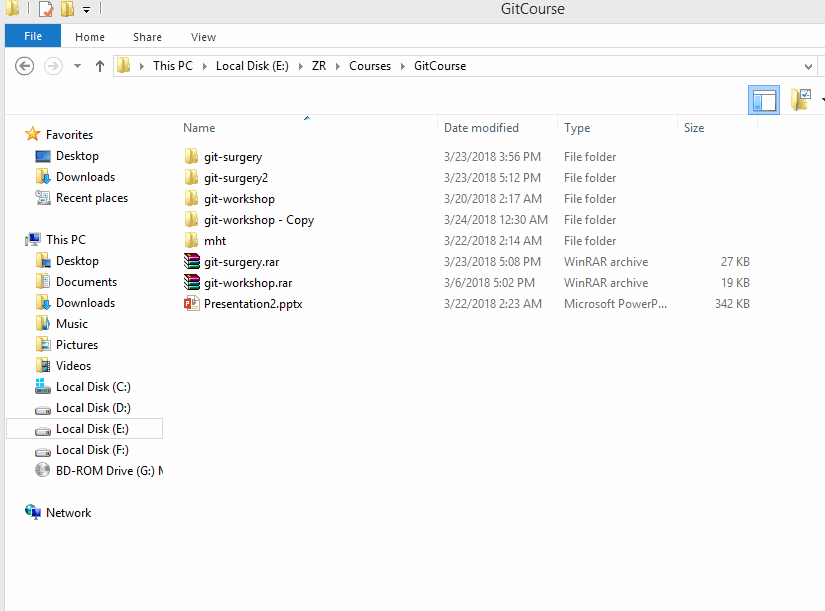 GitCourse
File Home Share View
This PC Local Disk (E:) ZR Courses GitCourse
Name Date modified Type Size
Favorites
Desktop
Downloads
Recent places
This PC
Desktop
Documents
Downloads
Music
Pictures
Videos
Local Disk (C:)
Local Disk (D:)
Local Disk (E:)
Local Disk (F:)
BD-ROM Drive (G:) M
Network
git-surgery 3/23/2018 3:56 PM File folder
git-surgery2 3/23/2018 5:12 PM File folder
git-workshop 3/20/2018 2:17 AM File folder
git-workshop - Copy 3/24/2018 12:30 AM File folder
mht 3/22/2018 2:14 AM File folder
git-surgery.rar 3/23/2018 5:08 PM WinRAR archive 27 KB
git-workshop.rar 3/6/2018 5:02 PM WinRAR archive 19 KB
Presentation2.pptx 3/22/2018 2:23 AM Microsoft PowerP... 342 KB